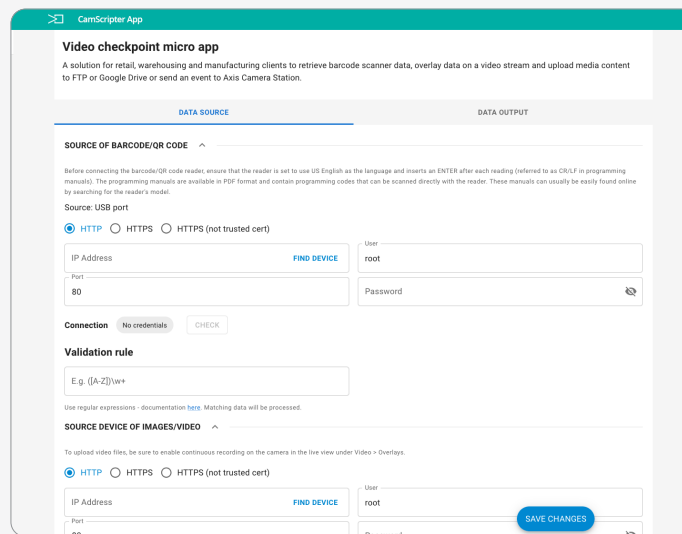 CamScripter App
Video checkpoint micro app
A solution for retail, warehousing and manufacturing clients to retrieve barcode scanner data, overlay data on a video stream and upload media content
to FTP or Google Drive or send an event to Axis Camera Station.
DATA SOURCE
DATA OUTPUT
SOURCE OF BARCODE/QR CODE
Before connecting the barcode/QR code reader, ensure that the reader is set to use US English as the language and inserts an ENTER after each reading (referred to as CR/LF in programming
manuals). The programming manuals are available in PDF format and contain programming codes that can be scanned directly with the reader. These manuals can usually be easily found online
by searching for the reader's model.
Source: USB port
HTTP HTTPS HTTPS (not trusted cert)
IP Address FIND DEVICE
User
root
Port
80
Password
Connection No credentials CHECK
Validation rule
E.g. ([A-Z])\w+
Use regular expressions - documentation here. Matching data will be processed.
SOURCE DEVICE OF IMAGES/VIDEO
To upload video files, be sure to enable continuous recording on the camera in the live view under Video > Overlays.
HTTP HTTPS HTTPS (not trusted cert)
IP Address FIND DEVICE
User
root
Port
SAVE CHANGES